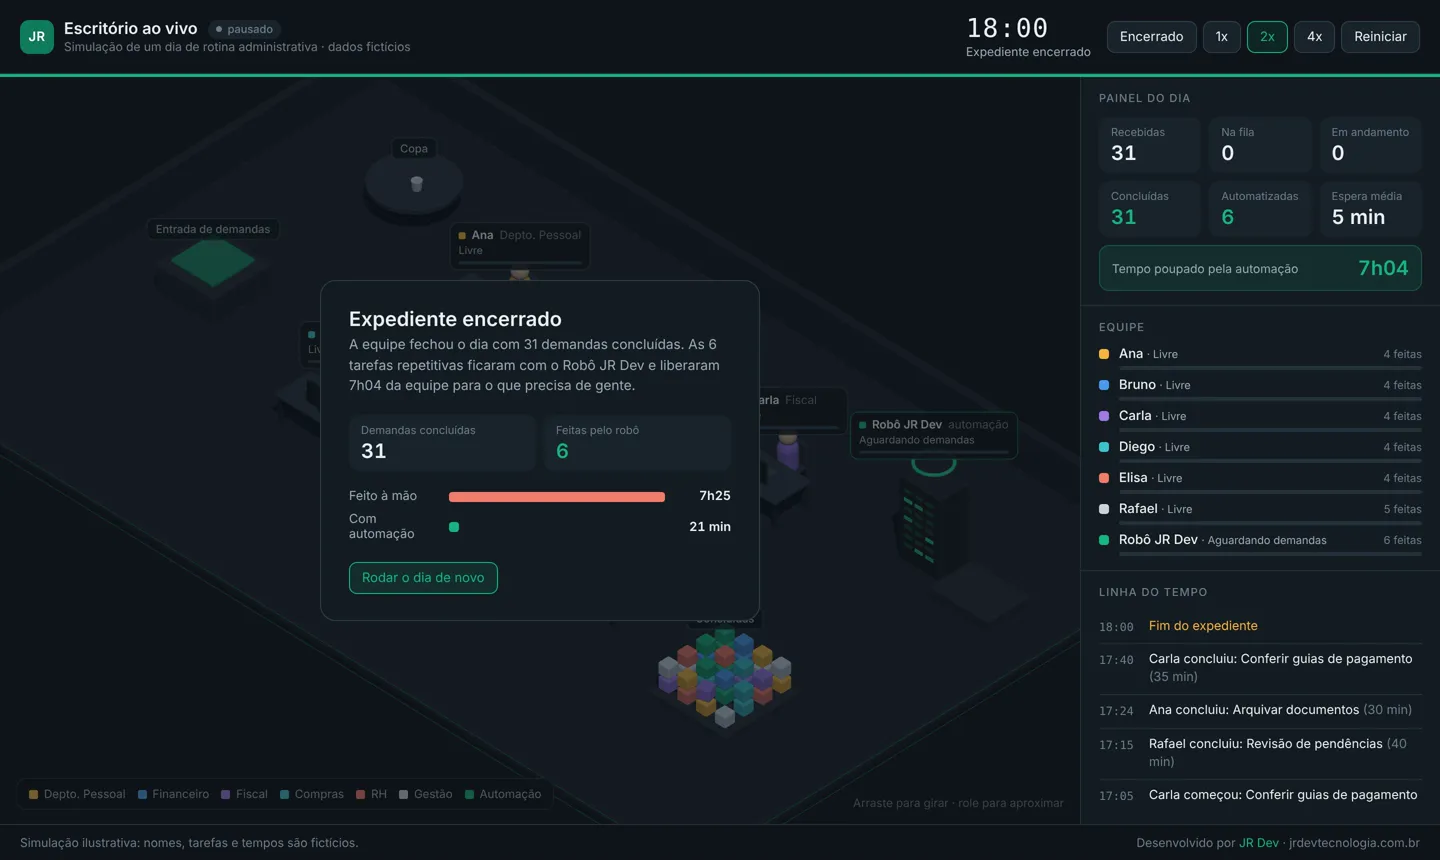 JR
Escritório ao vivo
pausado
Simulação de um dia de rotina administrativa · dados fictícios
18:00
Expediente encerrado
Encerrado
1x
2x
4x
Reiniciar
Copa
Entrada de demandas
Ana Depto. Pessoal
Livre
Fiscal
Robô JR Dev automação
Aguardando demandas
Expediente encerrado
A equipe fechou o dia com 31 demandas concluídas. As 6
tarefas repetitivas ficaram com o Robô JR Dev e liberaram
7h04 da equipe para o que precisa de gente.
Demandas concluídas
31
Feitas pelo robô
6
Feito à mão
7h25
Com
automação
21 min
Rodar o dia de novo
Depto. Pessoal
Financeiro
Fiscal
Compras
RH
Gestão
Automação
Arraste para girar · role para aproximar
PAINEL DO DIA
Recebidas
31
Na fila
0
Em andamento
0
Concluídas
31
Automatizadas
6
Espera média
5 min
Tempo poupado pela automação
7h04
EQUIPE
Ana · Livre
4 feitas
Bruno · Livre
4 feitas
Carla · Livre
4 feitas
Diego · Livre
4 feitas
Elisa · Livre
4 feitas
Rafael · Livre
5 feitas
Robô JR Dev · Aguardando demandas
6 feitas
LINHA DO TEMPO
18:00 Fim do expediente
17:40 Carla concluiu: Conferir guias de pagamento
(35 min)
17:24 Ana concluiu: Arquivar documentos (30 min)
17:15 Rafael concluiu: Revisão de pendências (40
min)
17:05 Carla começou: Conferir guias de pagamento
Simulação ilustrativa: nomes, tarefas e tempos são fictícios.
Desenvolvido por JR Dev · jrdevtecnologia.com.br